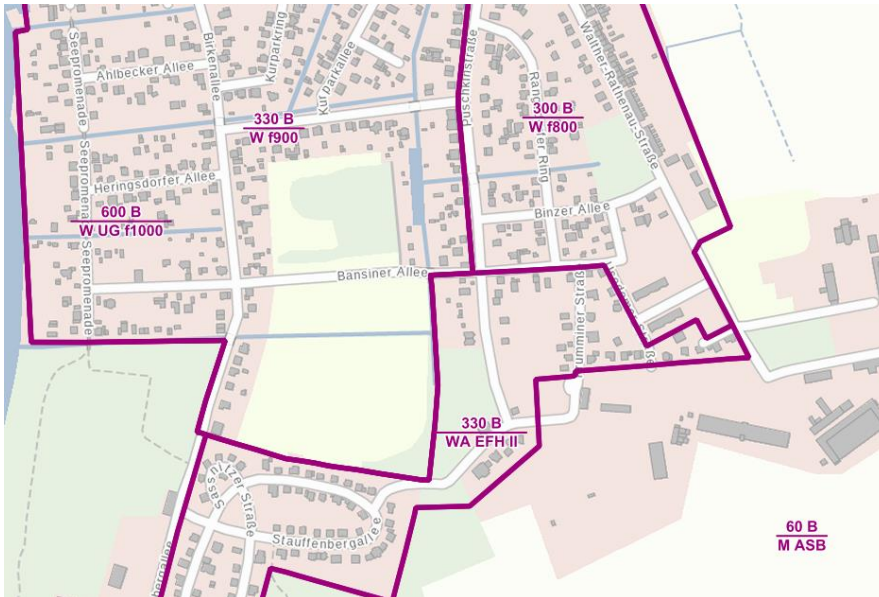 Seepromenade
Ahlbecker Allee
Birkenallee
Kurparkring
Kurparkallee
330 B
W f900
Puschkinstraße
300 B
W f800
Walther-Rathenau-Straße
Seepromenade
Heringsdorfer Allee
600 B
W UG f1000
Binzer Allee
Seepromenade
Bansiner Allee
330 B
WA EFH II
Stauffenbergallee
60 B
M ASB